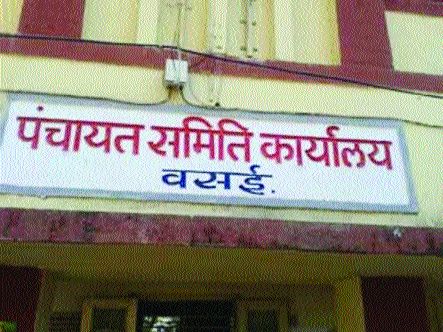 पंचायत समिति कार्यालय
वसई.